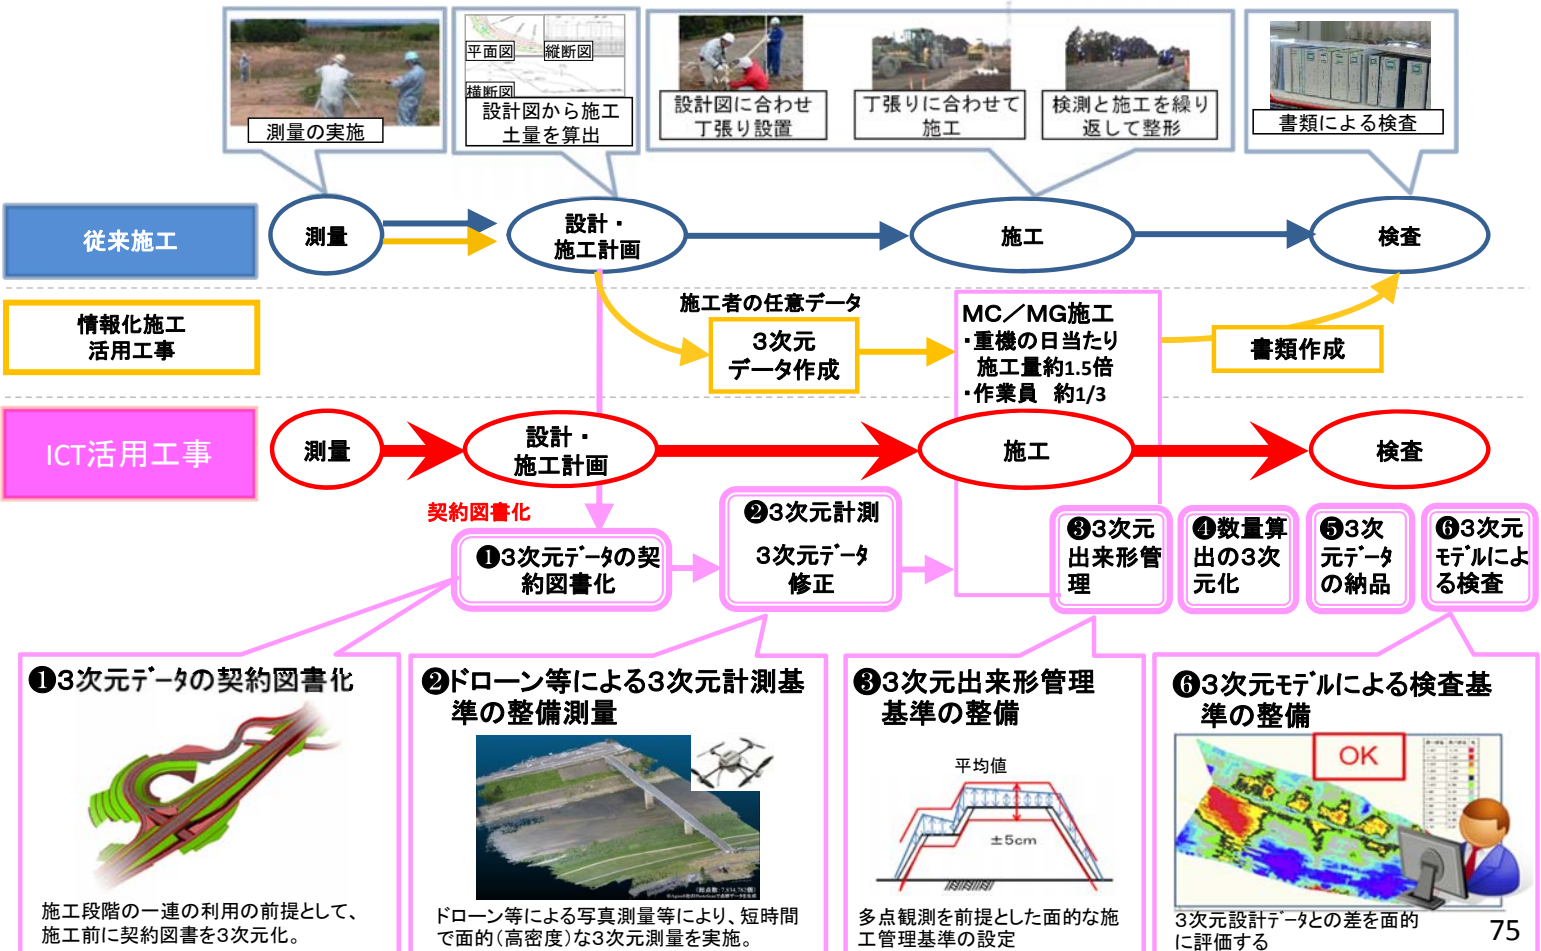 平面図
縦断図
横断図
測量の実施
設計図から施工
土量を算出
設計図に合わせ
丁張り設置
丁張りに合わせて
施工
検測と施工を繰り
返して整形
書類による検査
従来施工
測量
設計・
施工計画
施工
検査
情報化施工
活用工事
施工者の任意データ
3次元
データ作成
MC／MG施工
・重機の日当たり
施工量約1.5倍
・作業員　約1/3
書類作成
ICT活用工事
測量
設計・
施工計画
施工
検査
契約図書化
❶3次元ﾃﾞｰﾀの契
約図書化
❷3次元計測
3次元ﾃﾞｰﾀ
修正
❸3次元
出来形管
理
❹数量算
出の3次
元化
❺3次
元ﾃﾞｰﾀ
の納品
❻3次元
ﾓﾃﾞﾙによ
る検査
❶3次元ﾃﾞｰﾀの契約図書化
施工段階の一連の利用の前提として、
施工前に契約図書を3次元化。
❷ドローン等による3次元計測基
準の整備測量
ドローン等による写真測量等により、短時間
で面的（高密度）な3次元測量を実施。
❸3次元出来形管理
基準の整備
平均値
±5cm
多点観測を前提とした面的な施
工管理基準の設定
❻3次元ﾓﾃﾞﾙによる検査基
準の整備
OK
3次元設計ﾃﾞｰﾀとの差を面的
に評価する
75